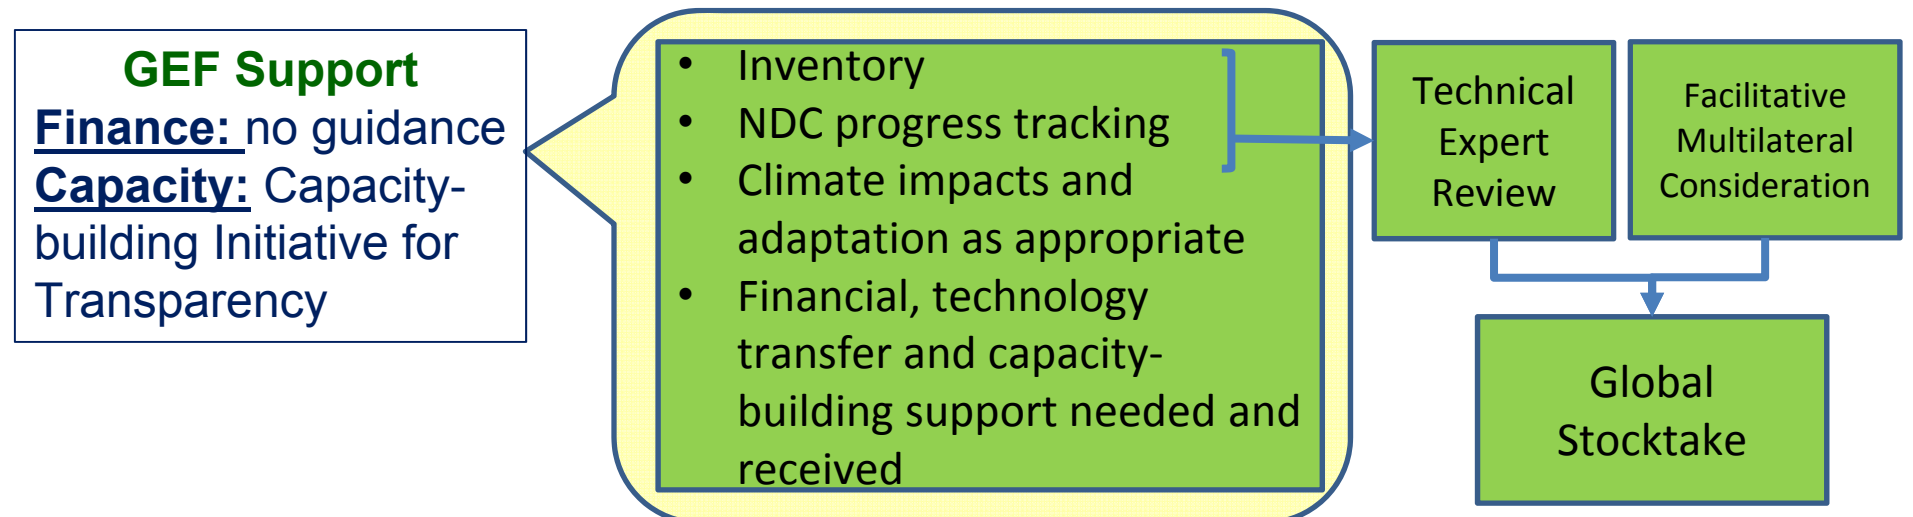 GEF Support
Finance: no guidance
Capacity: Capacity-
building Initiative for
Transparency
• Inventory
• NDC progress tracking
• Climate impacts and
adaptation as appropriate
• Financial, technology
transfer and capacity-
building support needed and
received
Technical
Expert
Review
Facilitative
Multilateral
Consideration
Global
Stocktake